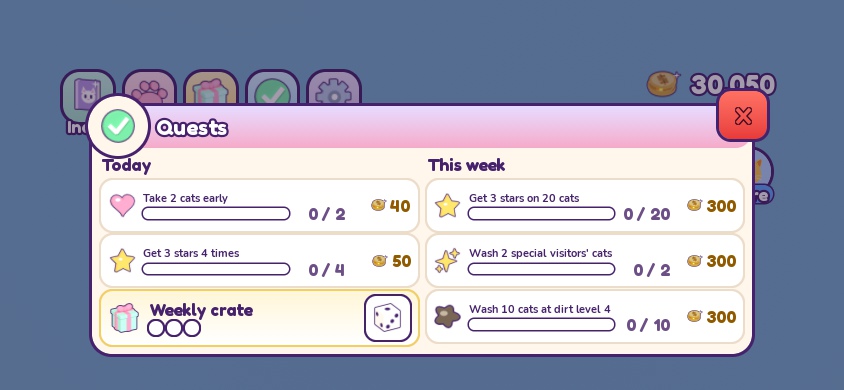 30,050
Quests
Today
Take 2 cats early
0 / 2
40
Get 3 stars 4 times
0 / 4
50
Weekly crate
This week
Get 3 stars on 20 cats
0 / 20
300
Wash 2 special visitors' cats
0 / 2
300
Wash 10 cats at dirt level 4
0 / 10
300